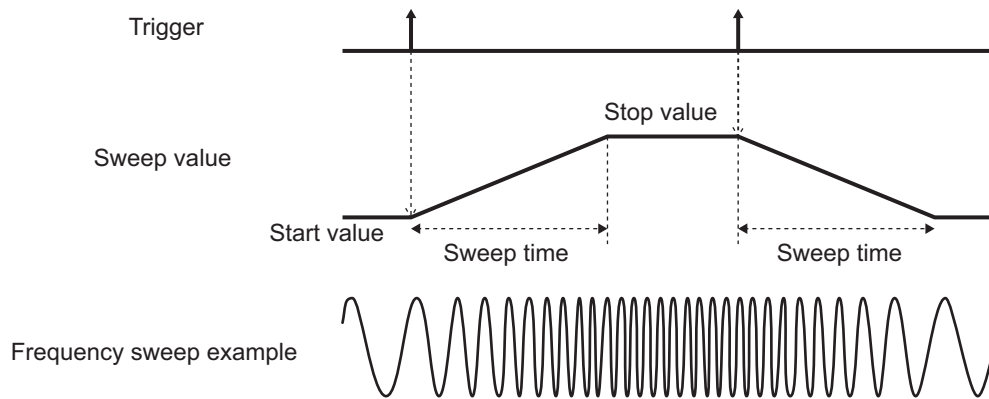 Trigger
Stop value
Sweep value
Start value
Sweep time
Sweep time
Frequency sweep example